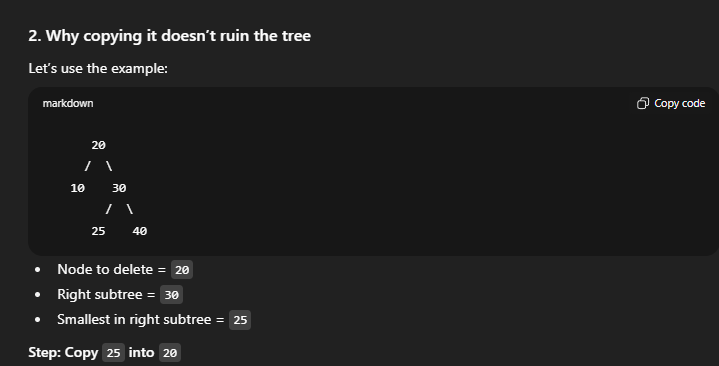 2. Why copying it doesn't ruin the tree
Let's use the example:
markdown
Copy code
20
/ \
10 30
/ \
25 40
• Node to delete = 20
• Right subtree = 30
• Smallest in right subtree = 25
Step: Copy 25 into 20